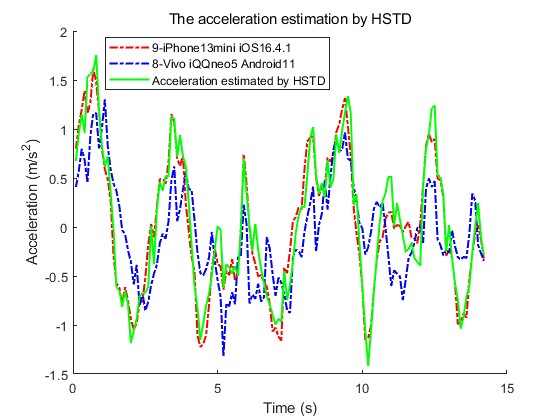 The acceleration estimation by HSTD
2
1.5
1
0.5
0
-0.5
-1
-1.5
Acceleration (m/s²)
9-iPhone13mini iOS16.4.1
8-Vivo iQQneo5 Android11
Acceleration estimated by HSTD
0
5
10
15
Time (s)